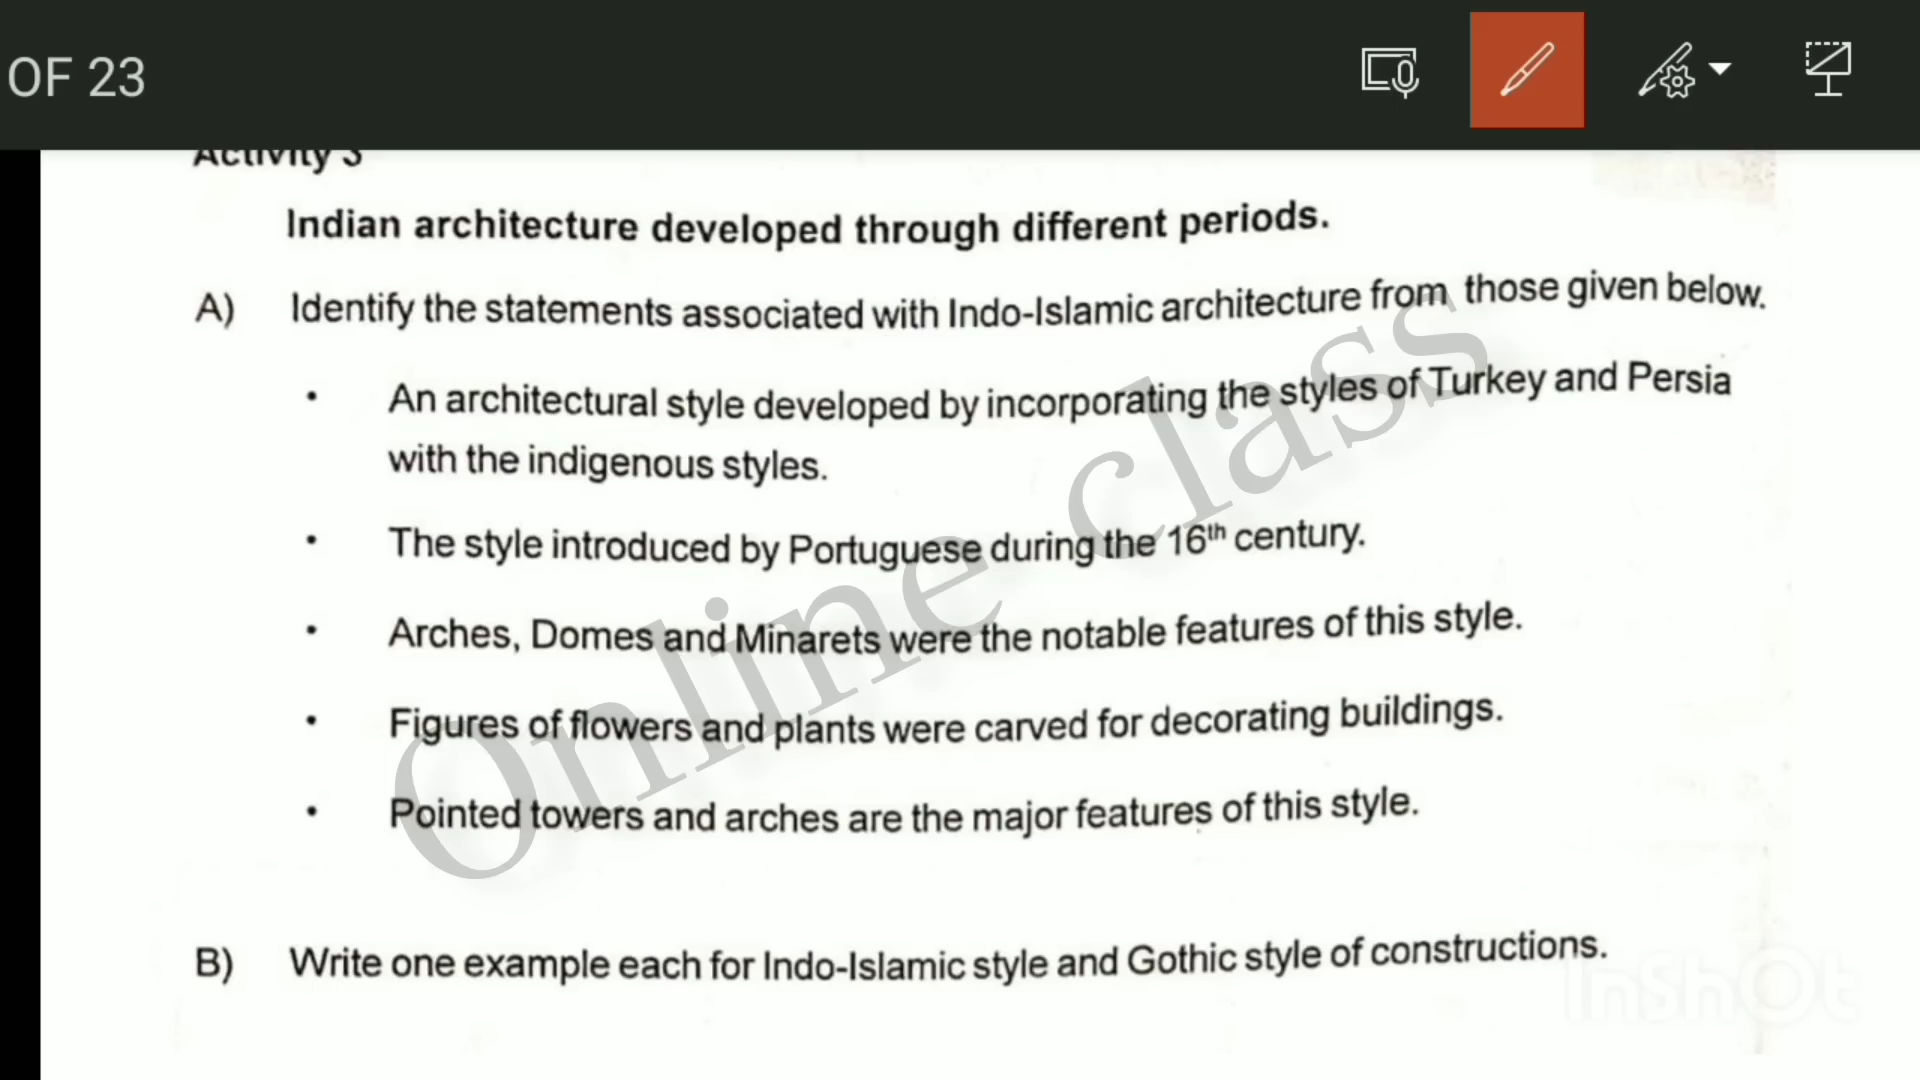 OF 23
Activity 3
Indian architecture developed through different periods.
A) Identify the statements associated with Indo-Islamic architecture from those given below.
• An architectural style developed by incorporating the styles of Turkey and Persia
with the indigenous styles.
• The style introduced by Portuguese during the 16th century.
• Arches, Domes and Minarets were the notable features of this style.
• Figures of flowers and plants were carved for decorating buildings.
• Pointed towers and arches are the major features of this style.
B) Write one example each for Indo-Islamic style and Gothic style of constructions.
Online class
InShOt